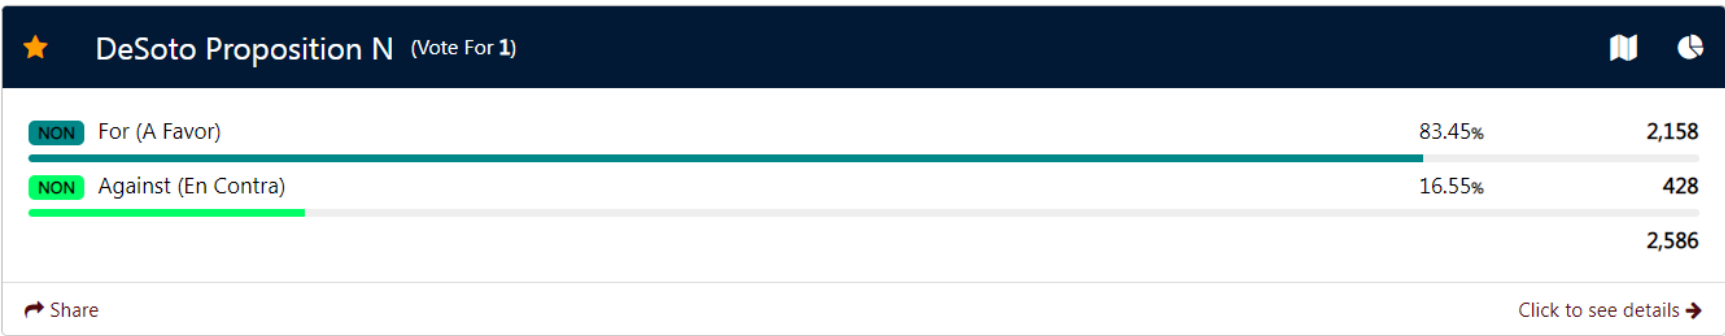 DeSoto Proposition N (Vote For 1)
NON For (A Favor) 83.45% 2,158
NON Against (En Contra) 16.55% 428
2,586
Share Click to see details